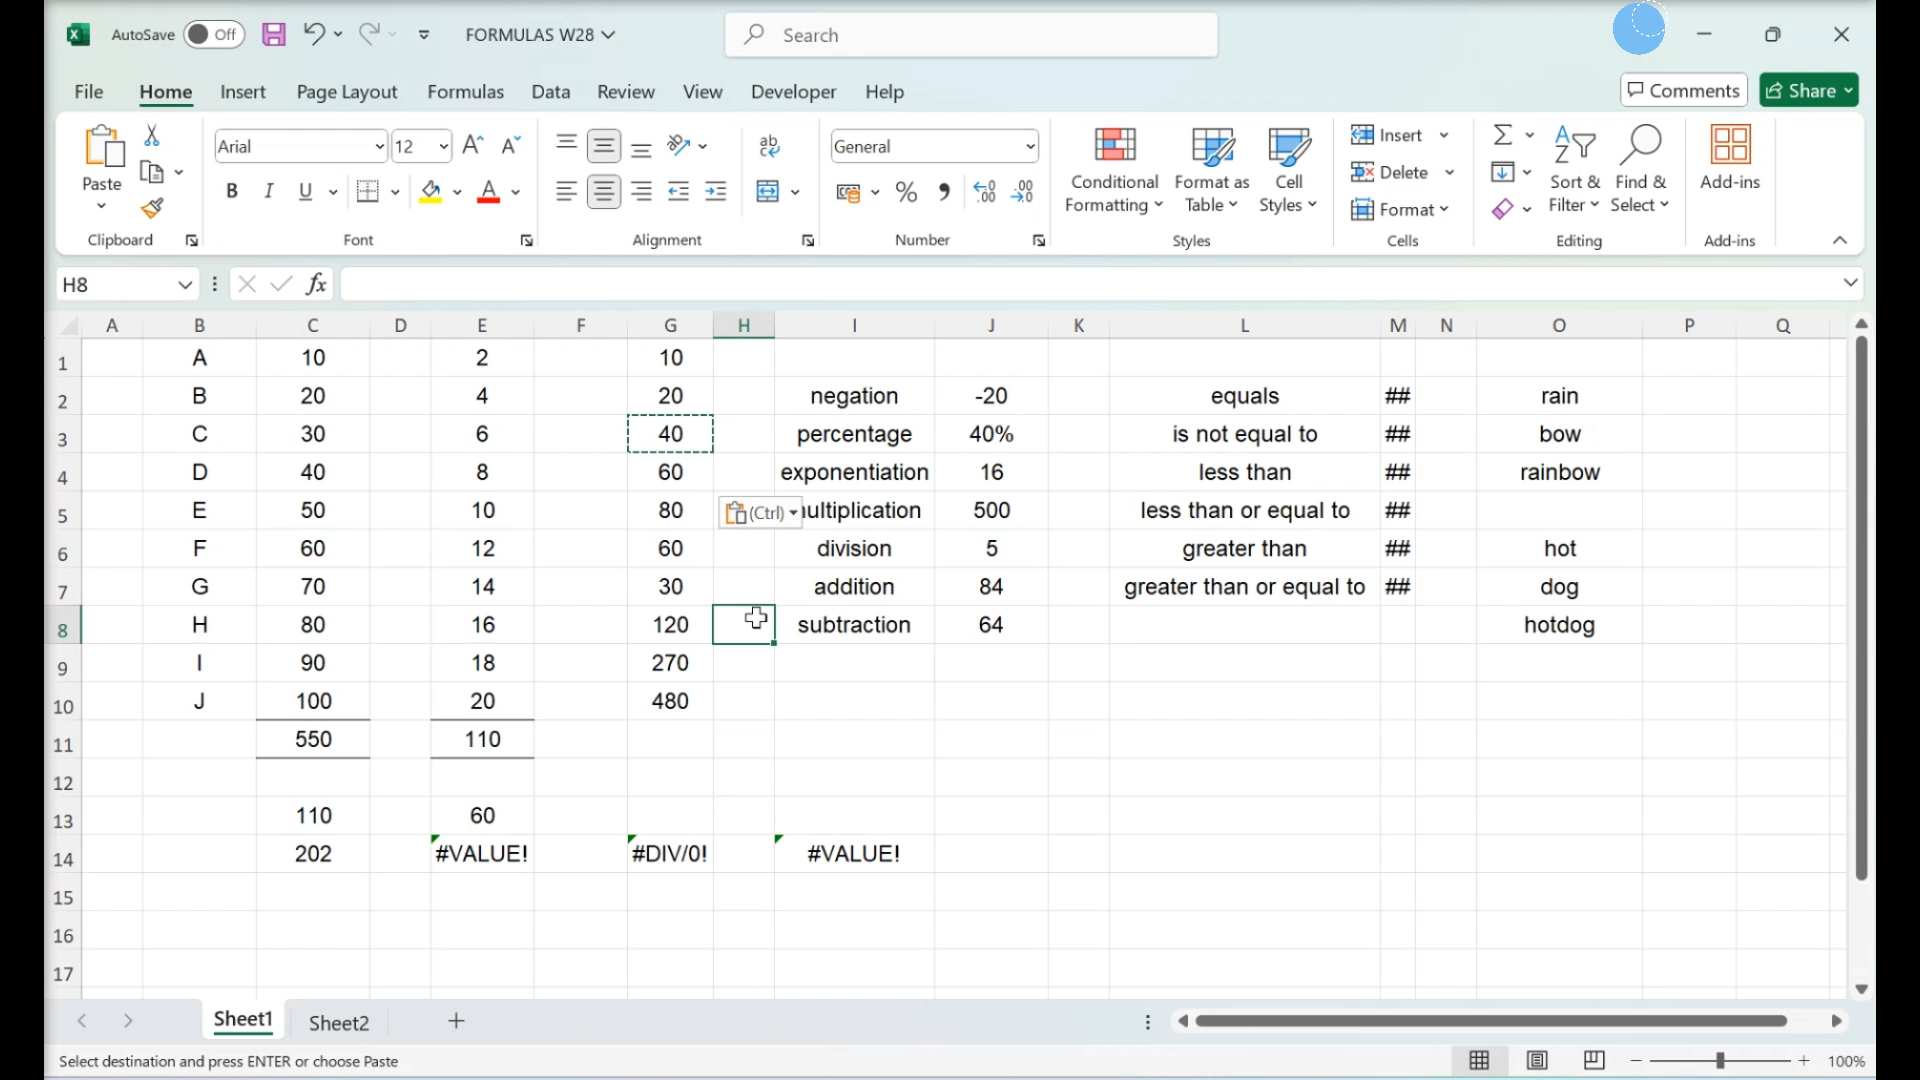 AutoSave Off FORMULAS W28 Search
File Home Insert Page Layout Formulas Data Review View Developer Help Comments Share
Paste Arial 12 General Conditional Formatting Format as Table Cell Styles Insert Delete Format Sort & Filter Find & Select Add-ins
Clipboard Font Alignment Number Styles Cells Editing Add-ins
H8 fx
A B C D E F G H I J K L M N O P Q
1 A 10 2 10
2 B 20 4 20 negation -20 equals ## rain
3 C 30 6 40 percentage 40% is not equal to ## bow
4 D 40 8 60 exponentiation 16 less than ## rainbow
5 E 50 10 80 (Ctrl) ultiplication 500 less than or equal to ##
6 F 60 12 60 division 5 greater than ## hot
7 G 70 14 30 addition 84 greater than or equal to ## dog
8 H 80 16 120 subtraction 64 hotdog
9 I 90 18 270
10 J 100 20 480
11 550 110
12
13 110 60
14 202 #VALUE! #DIV/0! #VALUE!
15
16
17
Sheet1 Sheet2
Select destination and press ENTER or choose Paste 100%